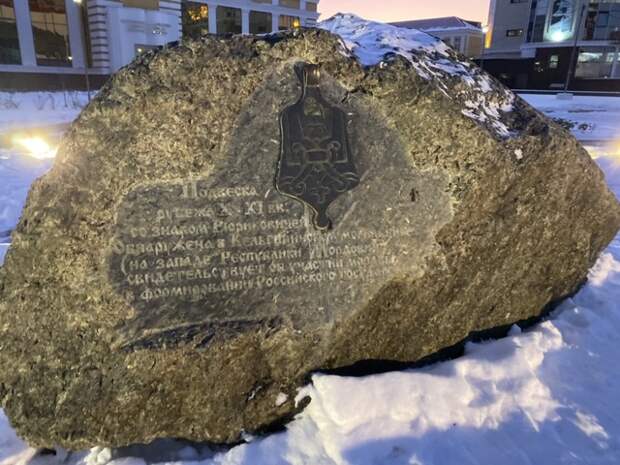 Подвеска
рубежа X-XI вв.
со знаком Рюриковичей
Обнаружена в Кельгининском могильнике
(на западе Республики Мордовия)
свидетельствует об участии мордвы
в формировании Российского государства